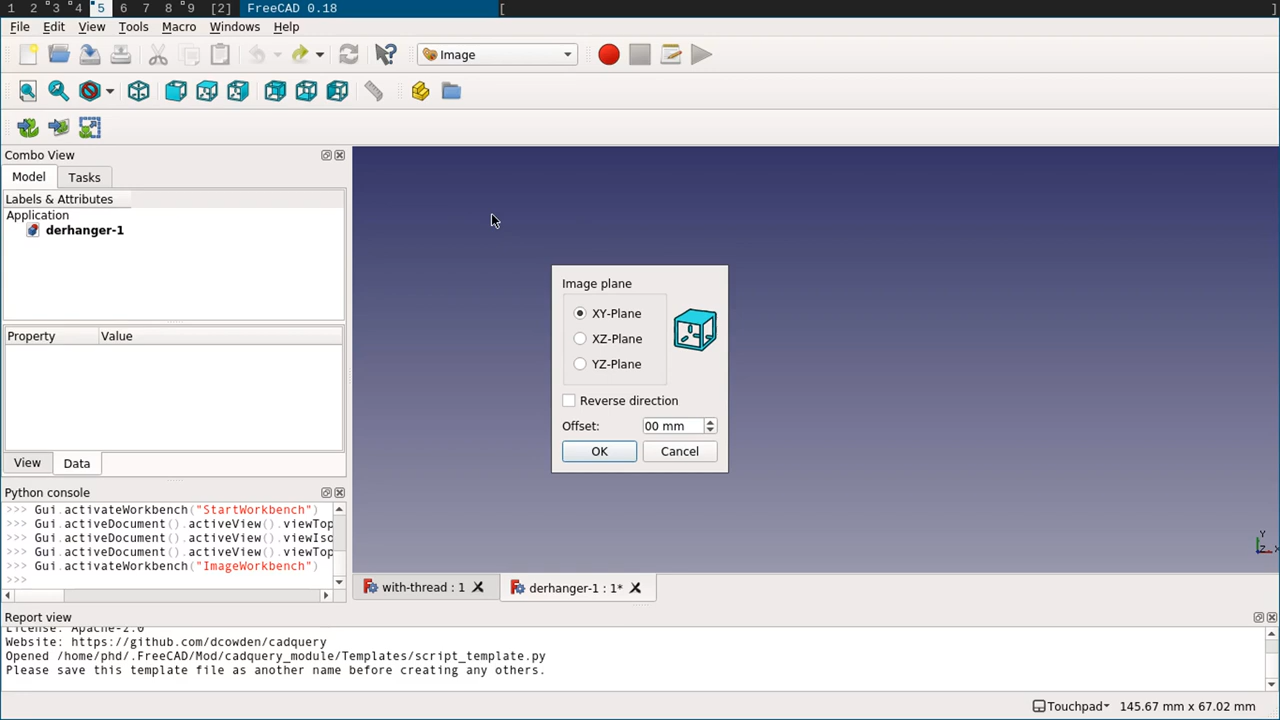 1 2 *3 *4 5 6 7 8 *9 [2] FreeCAD 0.18 [ ]
File Edit View Tools Macro Windows Help
Image
Combo View
Model Tasks
Labels & Attributes
Application
derhanger-1
Property Value
View Data
Python console
>>> Gui.activateWorkbench("StartWorkbench")
>>> Gui.activeDocument().activeView().viewTop
>>> Gui.activeDocument().activeView().viewIso
>>> Gui.activeDocument().activeView().viewTop
>>> Gui.activateWorkbench("ImageWorkbench")
>>>
Image plane
XY-Plane
XZ-Plane
YZ-Plane
Reverse direction
Offset: 00 mm
OK Cancel
Y
Z X
with-thread : 1 derhanger-1 : 1*
Report view
License: Apache-2.0
Website: https://github.com/dcowden/cadquery
Opened /home/phd/.FreeCAD/Mod/cadquery_module/Templates/script_template.py
Please save this template file as another name before creating any others.
Touchpad 145.67 mm x 67.02 mm